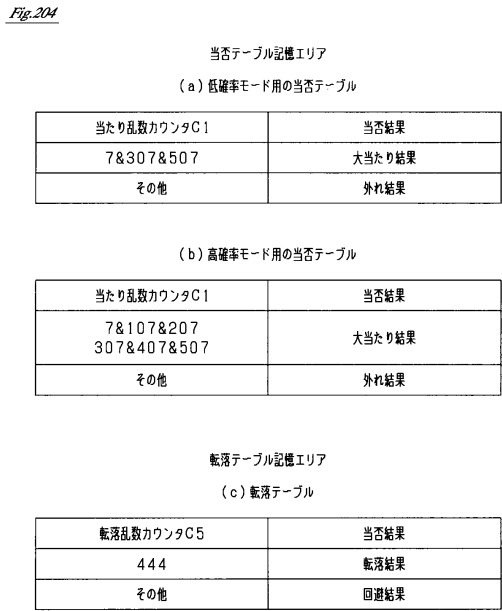 Fig.204
当否テーブル記憶エリア
(a)低確率モード用の当否テーブル
当たり乱数カウンタC1 当否結果
7&307&507 大当たり結果
その他 外れ結果
(b)高確率モード用の当否テーブル
当たり乱数カウンタC1 当否結果
7&107&207
307&407&507 大当たり結果
その他 外れ結果
転落テーブル記憶エリア
(c)転落テーブル
転落乱数カウンタC5 当否結果
444 転落結果
その他 回避結果